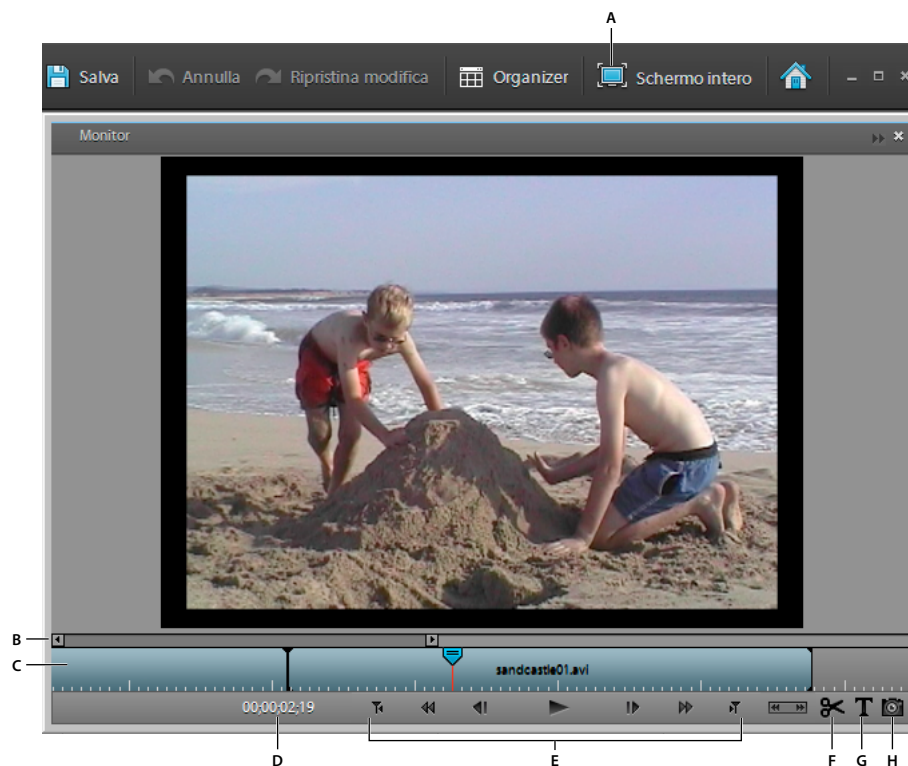 A
Salva Annulla Ripristina modifica Organizer Schermo intero
Monitor
B
C
sandcastle01.avi
00;00;02;19
T
D E F G H